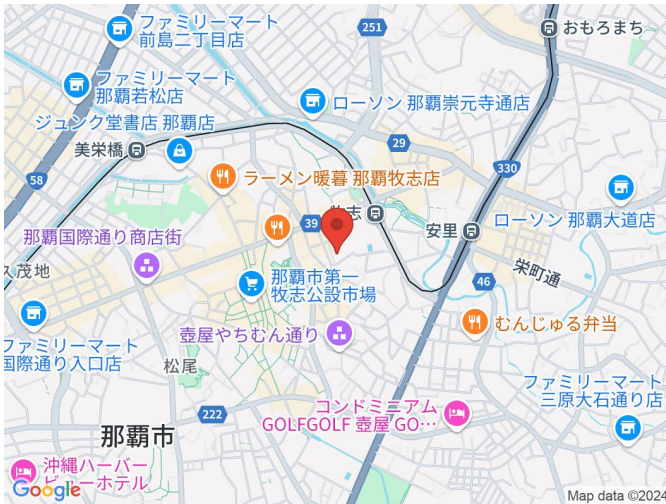 ファミリーマート
前島二丁目店
251
おもろまち
ファミリーマート
那覇若松店
ローソン 那覇崇元寺通店
ジュンク堂書店 那覇店
29
美栄橋
330
58
ラーメン暖暮 那覇牧志店
39
牧志
安里
ローソン 那覇大道店
那覇国際通り商店街
久茂地
那覇市第一
牧志公設市場
46
栄町通
ファミリーマート
国際通り入口店
壺屋やちむん通り
むんじゅる弁当
松尾
222
コンドミニアム
GOLFGOLF 壺屋 GO…
ファミリーマート
三原大石通り店
那覇市
沖縄ハーバー
ビューホテル
Google
Map data ©2024